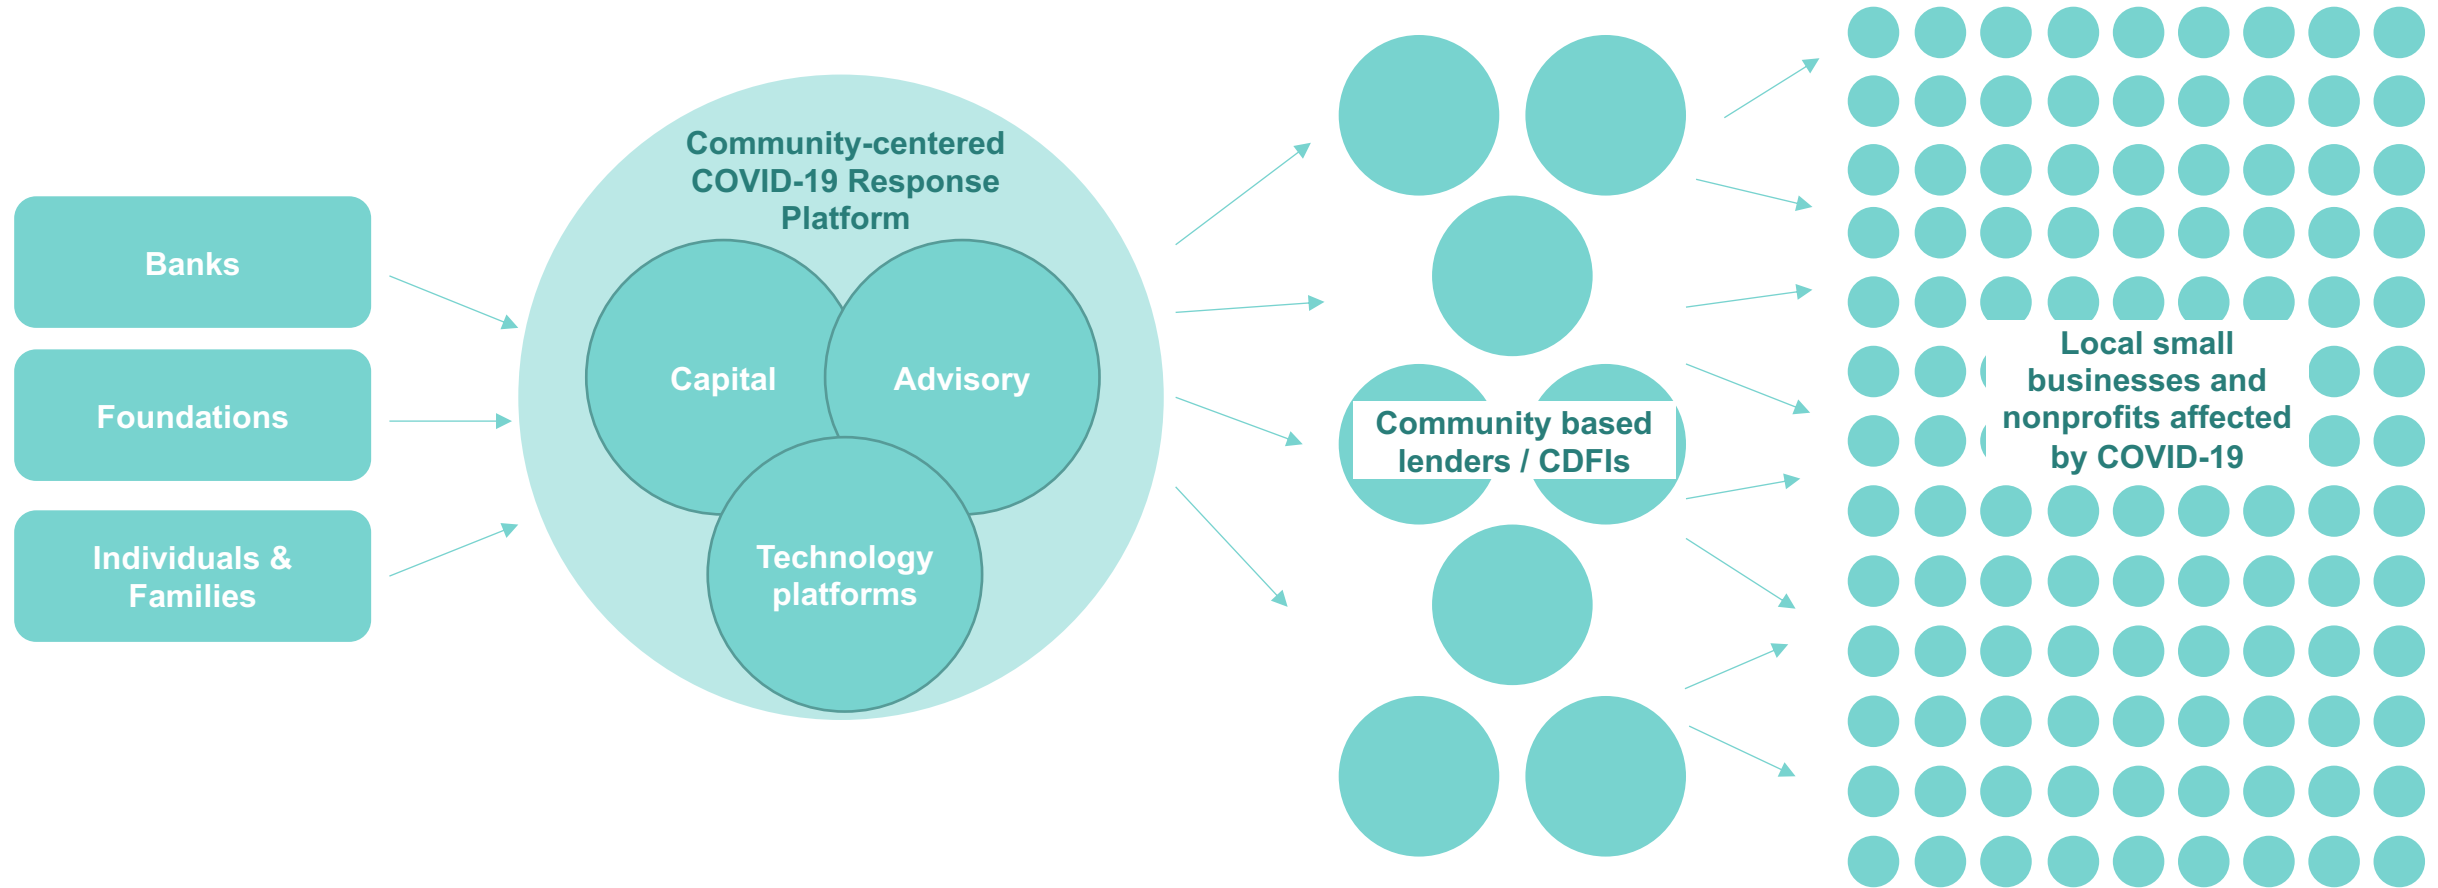 Banks
Foundations
Individuals &
Families
Community-centered
COVID-19 Response
Platform
Capital
Advisory
Technology
platforms
Community based
lenders / CDFIs
Local small
businesses and
nonprofits affected
by COVID-19